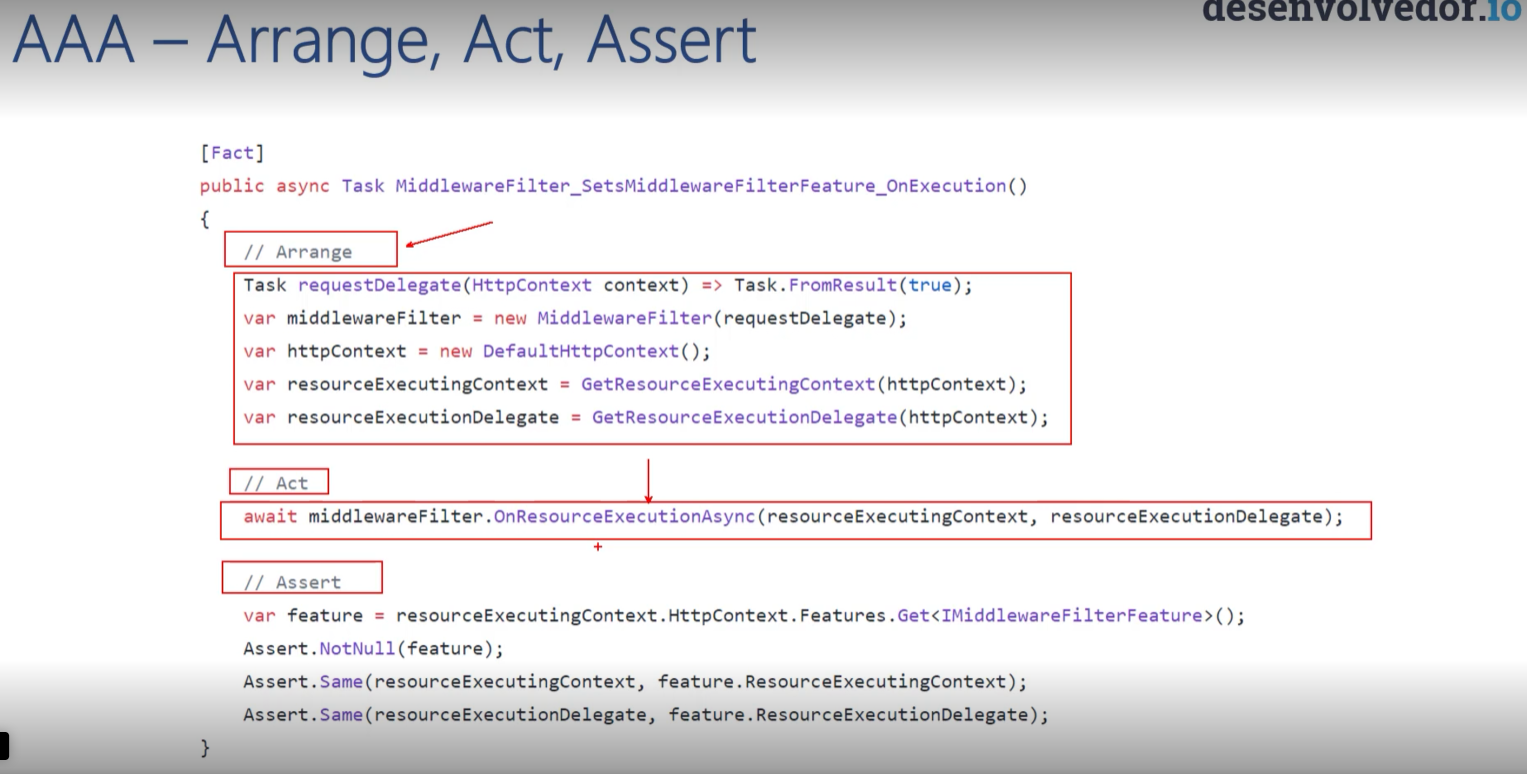 desenvolvedor.io
AAA – Arrange, Act, Assert
[Fact]
public async Task MiddlewareFilter_SetsMiddlewareFilterFeature_OnExecution()
{
// Arrange
Task requestDelegate(HttpContext context) => Task.FromResult(true);
var middlewareFilter = new MiddlewareFilter(requestDelegate);
var httpContext = new DefaultHttpContext();
var resourceExecutingContext = GetResourceExecutingContext(httpContext);
var resourceExecutionDelegate = GetResourceExecutionDelegate(httpContext);
// Act
await middlewareFilter.OnResourceExecutionAsync(resourceExecutingContext, resourceExecutionDelegate);
// Assert
var feature = resourceExecutingContext.HttpContext.Features.Get<IMiddlewareFilterFeature>();
Assert.NotNull(feature);
Assert.Same(resourceExecutingContext, feature.ResourceExecutingContext);
Assert.Same(resourceExecutionDelegate, feature.ResourceExecutionDelegate);
}